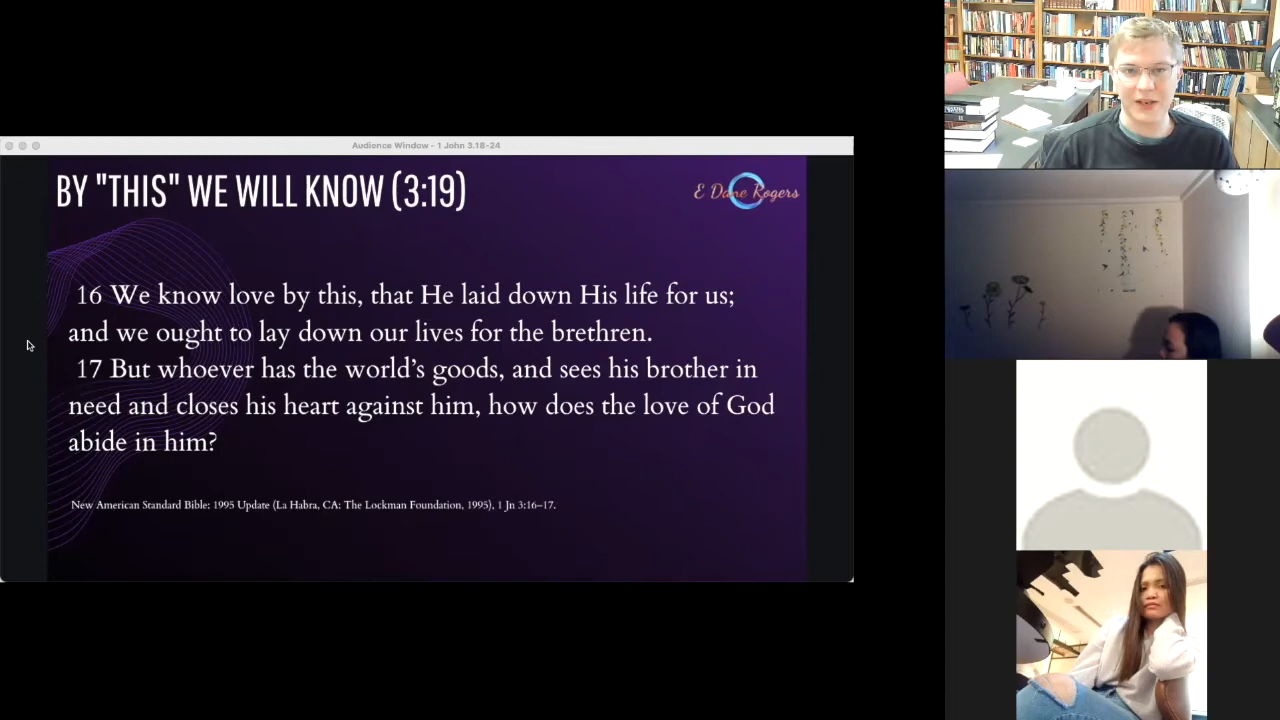 Audience Window - 1 John 3.18-24
BY "THIS" WE WILL KNOW (3:19)
E Dane Rogers
16 We know love by this, that He laid down His life for us;
and we ought to lay down our lives for the brethren.
17 But whoever has the world’s goods, and sees his brother in
need and closes his heart against him, how does the love of God
abide in him?
New American Standard Bible: 1995 Update (La Habra, CA: The Lockman Foundation, 1995), 1 Jn 3:16–17.